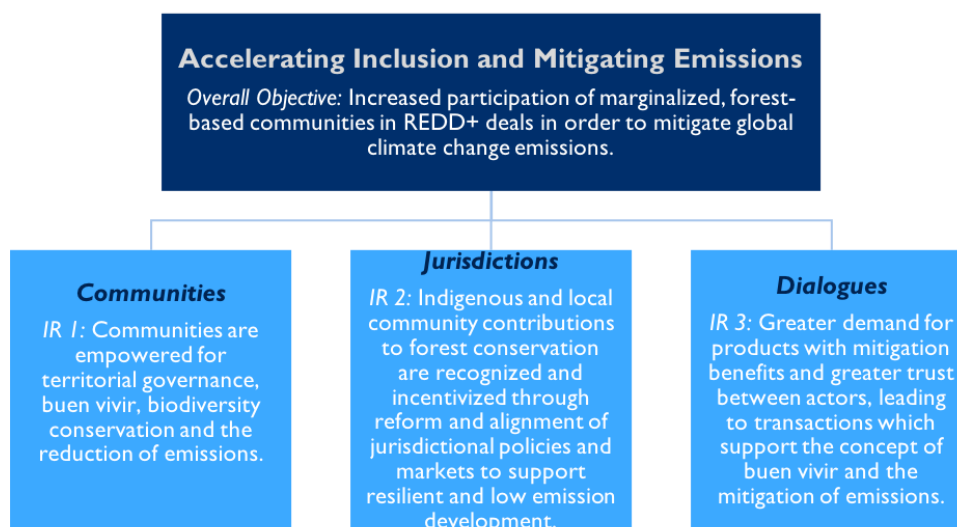 Accelerating Inclusion and Mitigating Emissions
Overall Objective: Increased participation of marginalized, forest-
based communities in REDD+ deals in order to mitigate global
climate change emissions.
Communities
IR 1: Communities are
empowered for
territorial governance,
buen vivir, biodiversity
conservation and the
reduction of emissions.
Jurisdictions
IR 2: Indigenous and local
community contributions
to forest conservation
are recognized and
incentivized through
reform and alignment of
jurisdictional policies and
markets to support
resilient and low emission
development.
Dialogues
IR 3: Greater demand for
products with mitigation
benefits and greater trust
between actors, leading
to transactions which
support the concept of
buen vivir and the
mitigation of emissions.